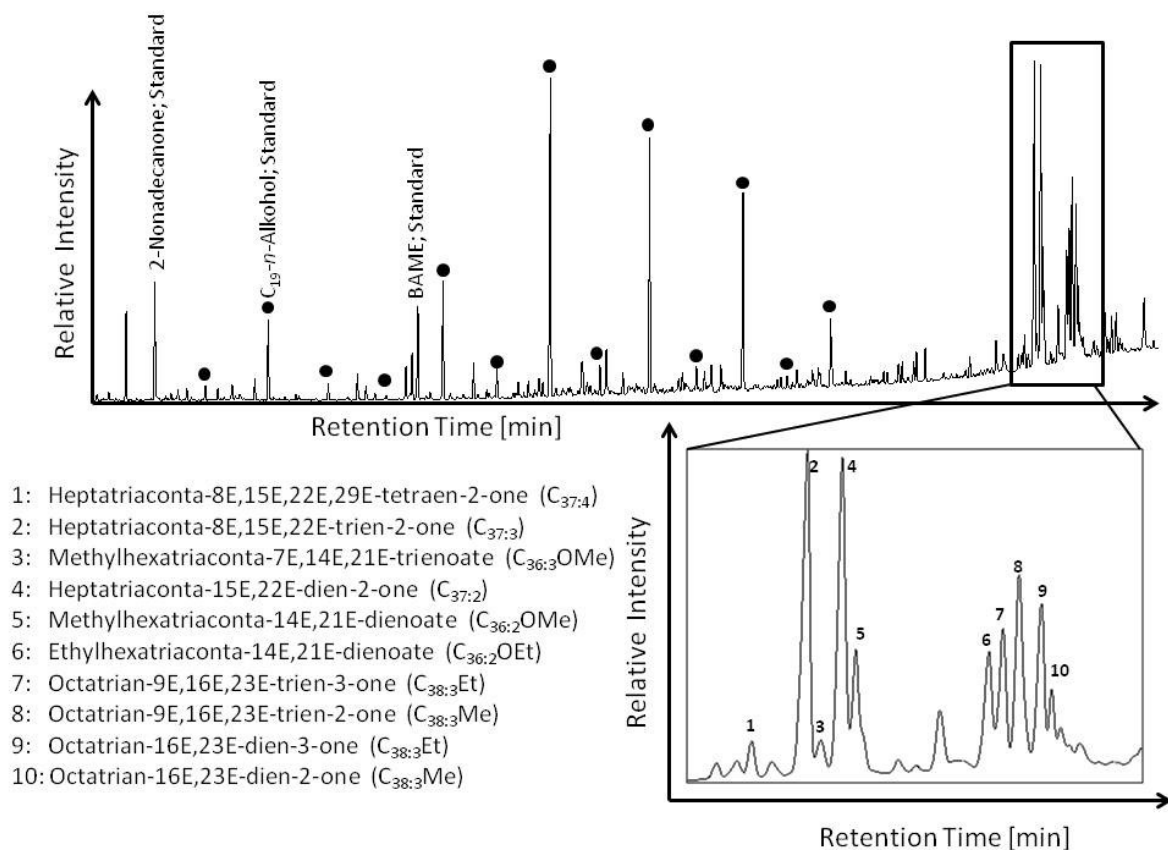 Relative Intensity
2-Nonadecanone; Standard
C₁₉-n-Alkohol; Standard
BAME; Standard
Retention Time [min]
1: Heptatriaconta-8E,15E,22E,29E-tetraen-2-one (C₃₇:₄)
2: Heptatriaconta-8E,15E,22E-trien-2-one (C₃₇:₃)
3: Methylhexatriaconta-7E,14E,21E-trienoate (C₃₆:₃OMe)
4: Heptatriaconta-15E,22E-dien-2-one (C₃₇:₂)
5: Methylhexatriaconta-14E,21E-dienoate (C₃₆:₂OMe)
6: Ethylhexatriaconta-14E,21E-dienoate (C₃₆:₂OEt)
7: Octatrian-9E,16E,23E-trien-3-one (C₃₈:₃Et)
8: Octatrian-9E,16E,23E-trien-2-one (C₃₈:₃Me)
9: Octatrian-16E,23E-dien-3-one (C₃₈:₃Et)
10: Octatrian-16E,23E-dien-2-one (C₃₈:₃Me)
Relative Intensity
1
2
3
4
5
6
7
8
9
10
Retention Time [min]